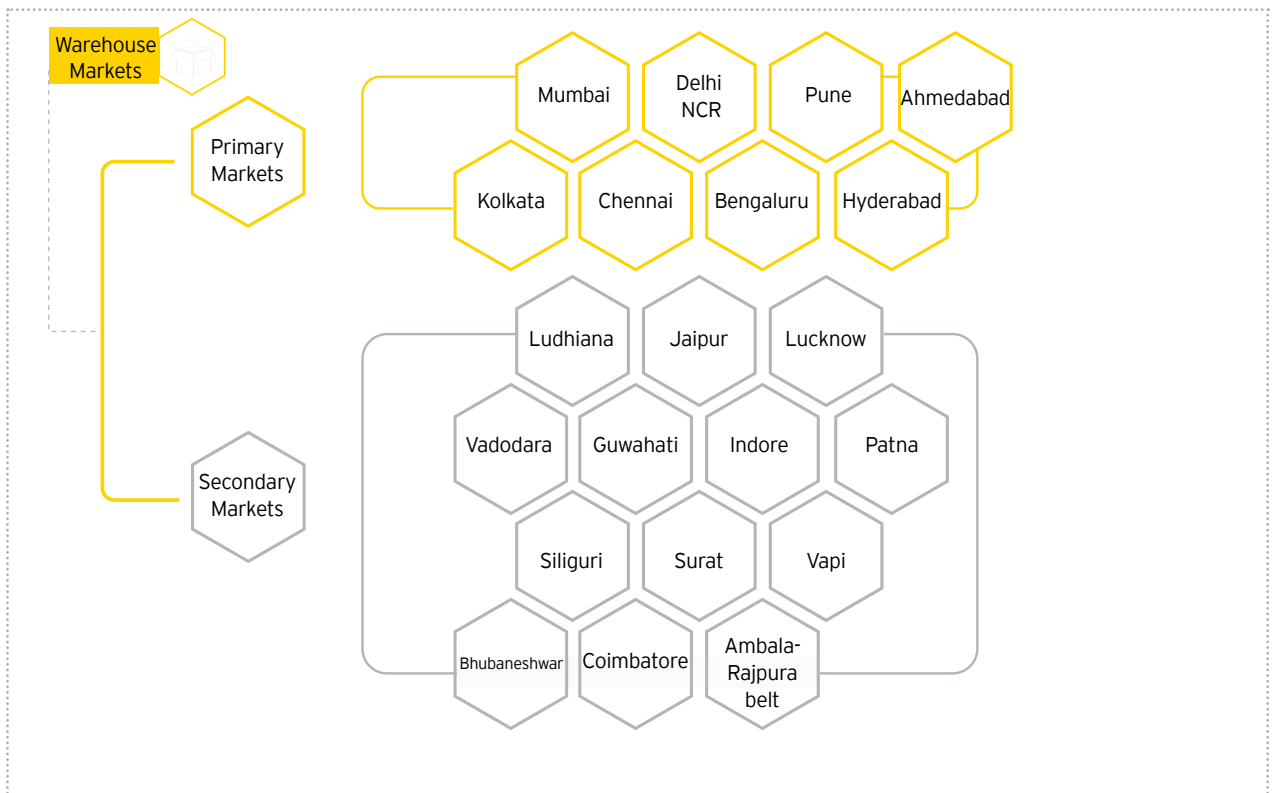 Warehouse
Markets
Primary
Markets
Mumbai
Delhi
NCR
Pune
Ahmedabad
Kolkata
Chennai
Bengaluru
Hyderabad
Secondary
Markets
Ludhiana
Jaipur
Lucknow
Vadodara
Guwahati
Indore
Patna
Siliguri
Surat
Vapi
Bhubaneshwar
Coimbatore
Ambala-
Rajpura
belt